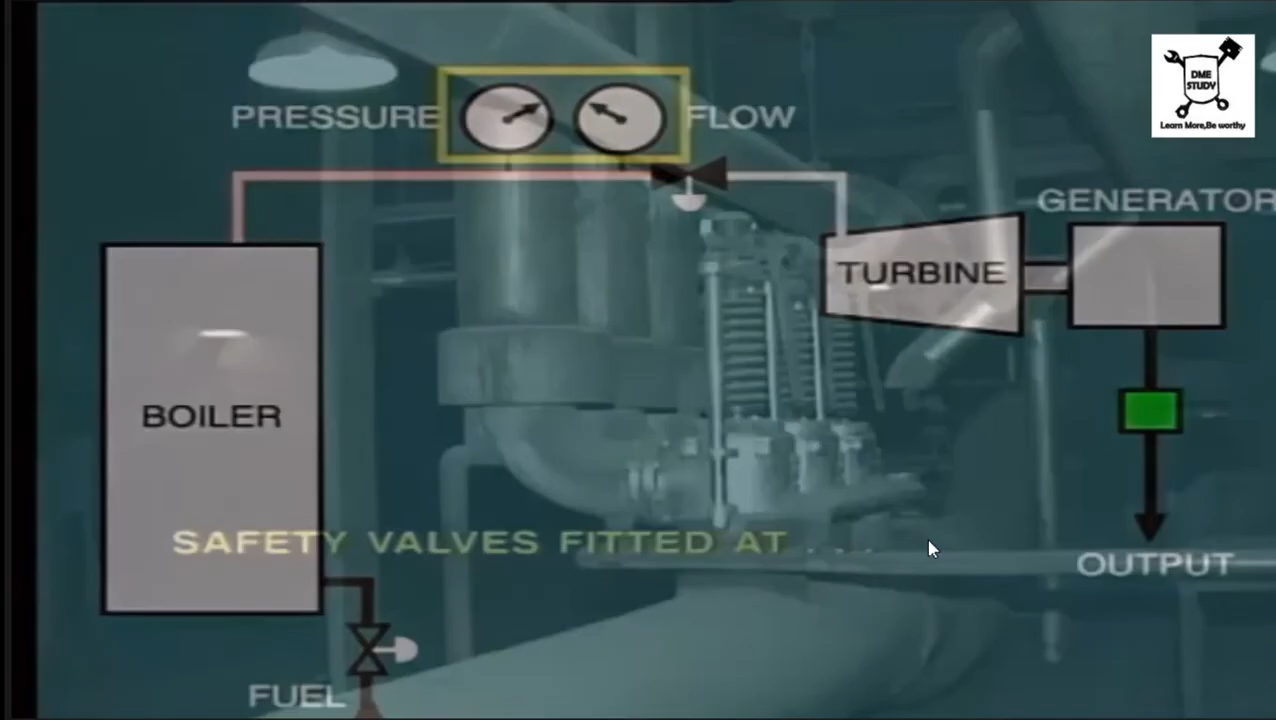 DME
STUDY
Learn More,Be worthy
PRESSURE
FLOW
GENERATOR
TURBINE
BOILER
SAFETY VALVES FITTED AT
OUTPUT
FUEL